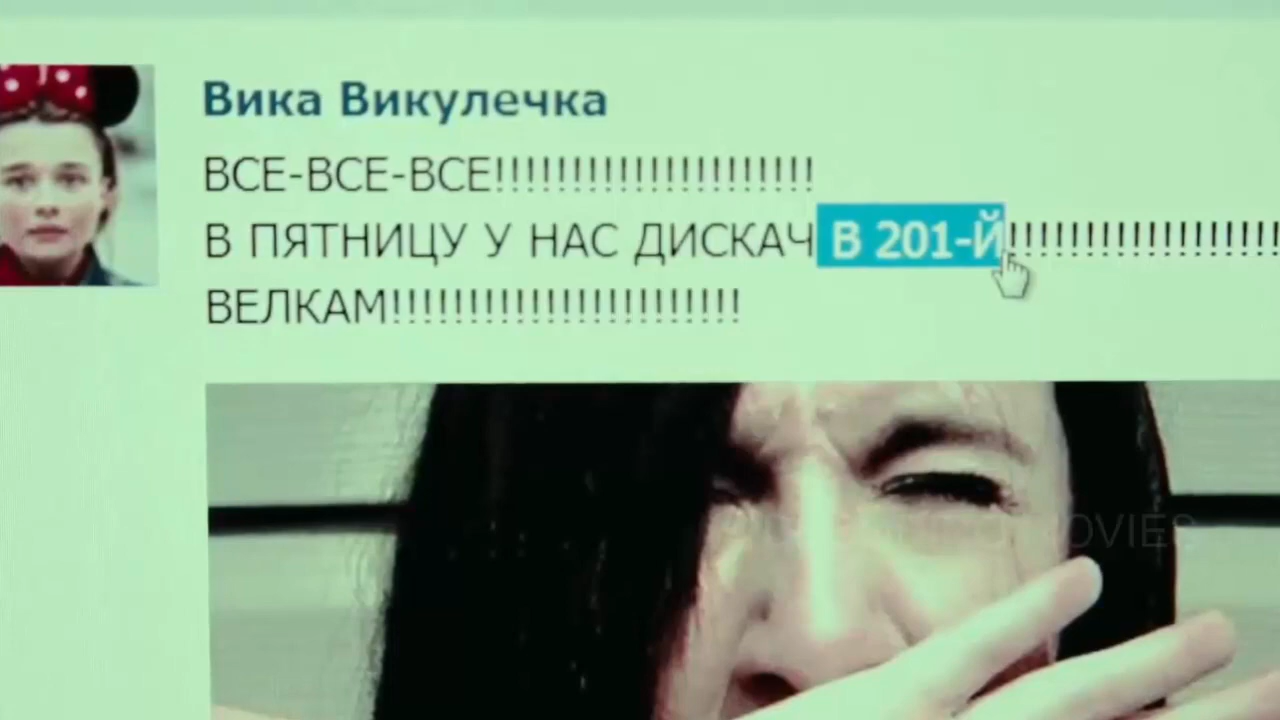 Вика Викулечка
ВСЕ-ВСЕ-ВСЕ!!!!!!!!!!!!!!!!!!!!!
В ПЯТНИЦУ У НАС ДИСКАЧ В 201-Й!!!!!!!!!!!!!!!!!!
ВЕЛКАМ!!!!!!!!!!!!!!!!!!!!!!!